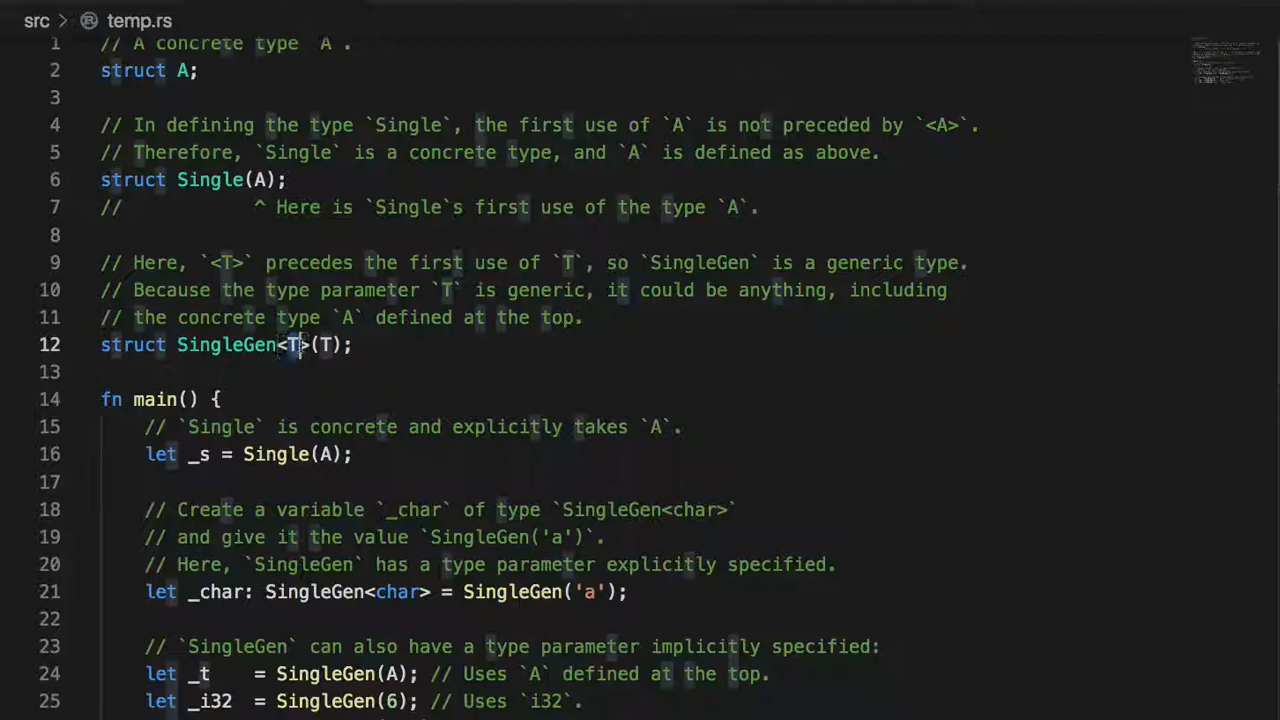 src > temp.rs
1 // A concrete type `A`.
2 struct A;
3
4 // In defining the type `Single`, the first use of `A` is not preceded by `<A>`.
5 // Therefore, `Single` is a concrete type, and `A` is defined as above.
6 struct Single(A);
7 //            ^ Here is `Single`s first use of the type `A`.
8
9 // Here, `<T>` precedes the first use of `T`, so `SingleGen` is a generic type.
10 // Because the type parameter `T` is generic, it could be anything, including
11 // the concrete type `A` defined at the top.
12 struct SingleGen<T>(T);
13
14 fn main() {
15     // `Single` is concrete and explicitly takes `A`.
16     let _s = Single(A);
17
18     // Create a variable `_char` of type `SingleGen<char>`
19     // and give it the value `SingleGen('a')`.
20     // Here, `SingleGen` has a type parameter explicitly specified.
21     let _char: SingleGen<char> = SingleGen('a');
22
23     // `SingleGen` can also have a type parameter implicitly specified:
24     let _t    = SingleGen(A); // Uses `A` defined at the top.
25     let _i32  = SingleGen(6); // Uses `i32`.